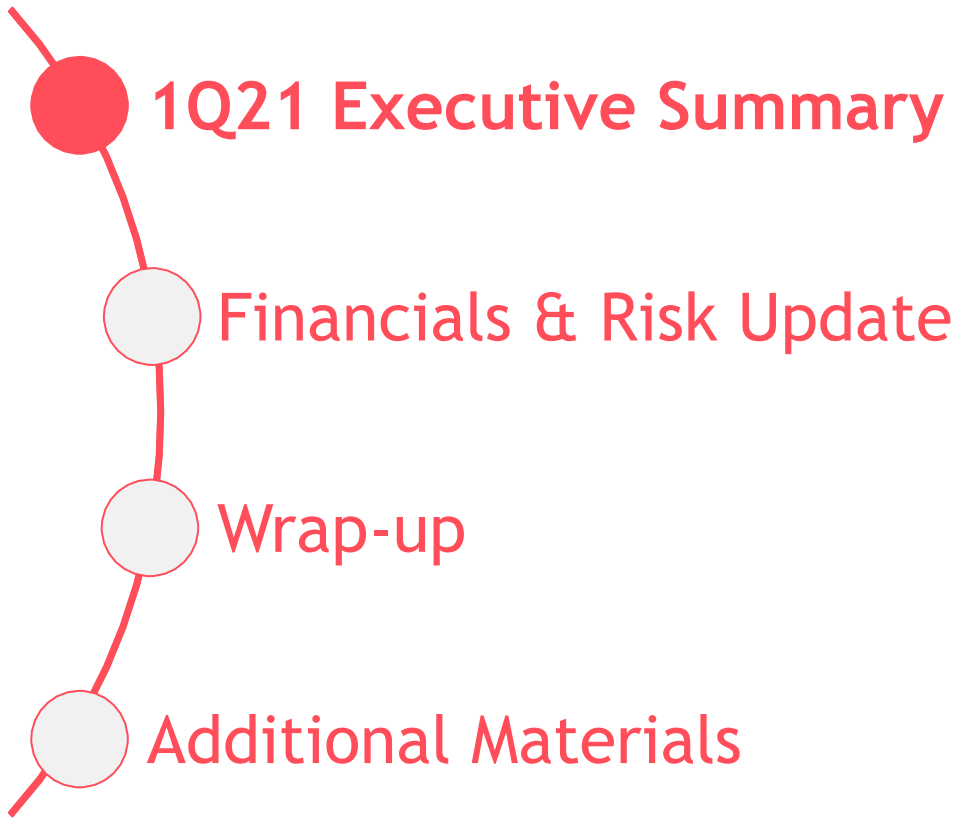 1Q21 Executive Summary
Financials & Risk Update
Wrap-up
Additional Materials